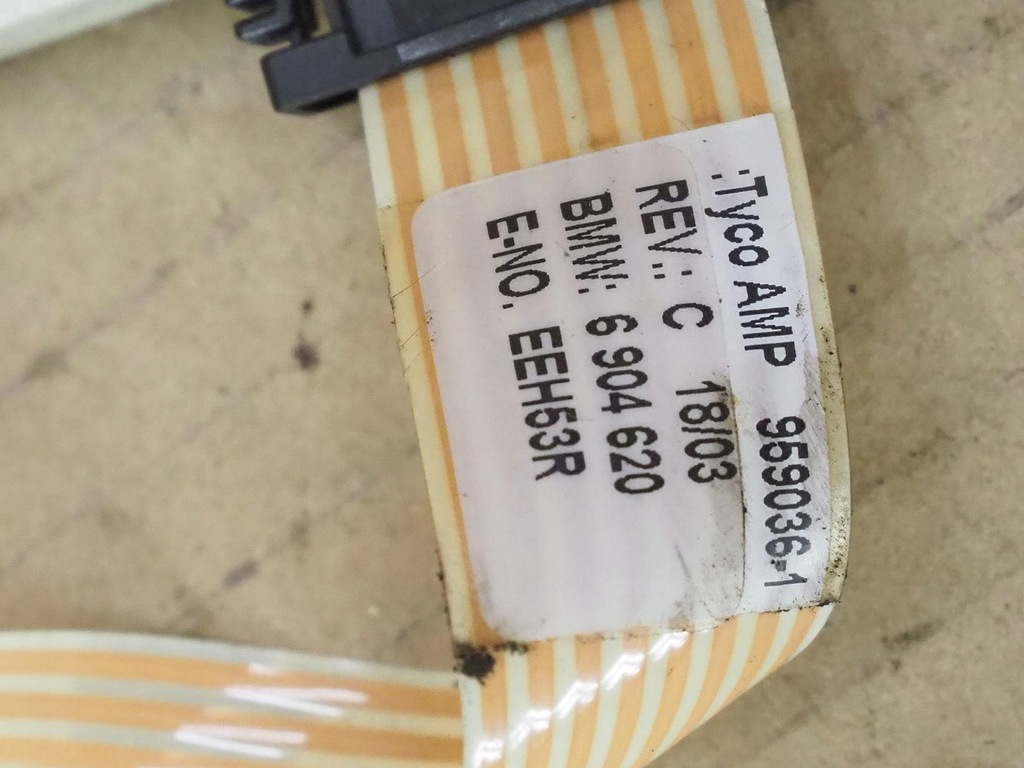 .:Tyco AMP 959036-1
REV.: C 18/03
BMW: 6 904 620
E-NO. EEH53R